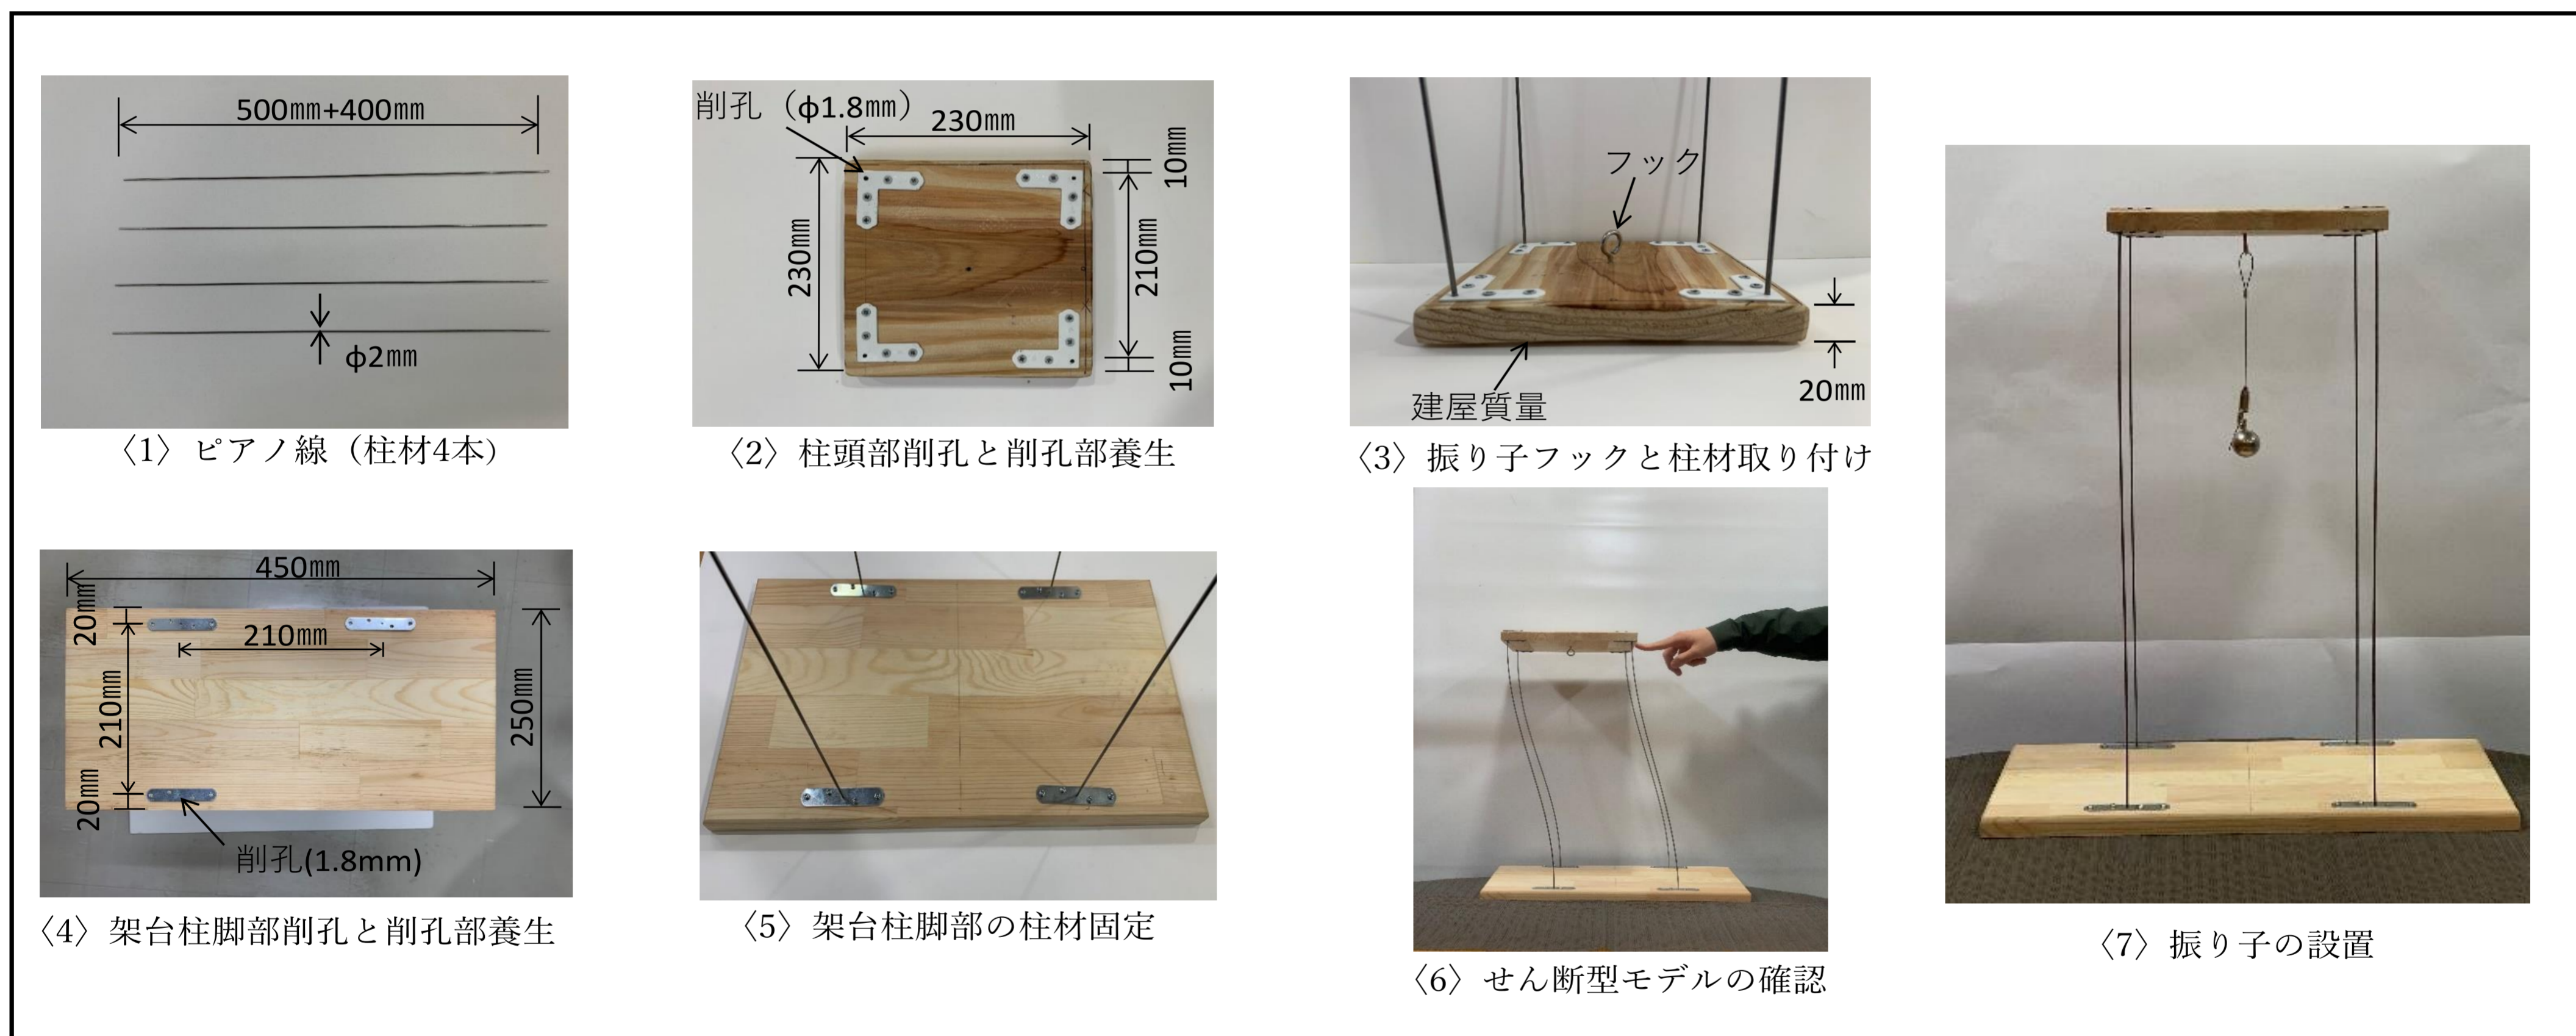 500㎜+400㎜
φ2㎜
〈1〉ピアノ線（柱材4本）
削孔（φ1.8㎜）
230㎜
230㎜
10㎜
210㎜
10㎜
〈2〉柱頭部削孔と削孔部養生
フック
建屋質量
20㎜
〈3〉振り子フックと柱材取り付け
450㎜
20㎜
210㎜
210㎜
20㎜
250㎜
削孔(1.8mm)
〈4〉架台柱脚部削孔と削孔部養生
〈5〉架台柱脚部の柱材固定
〈6〉せん断型モデルの確認
〈7〉振り子の設置